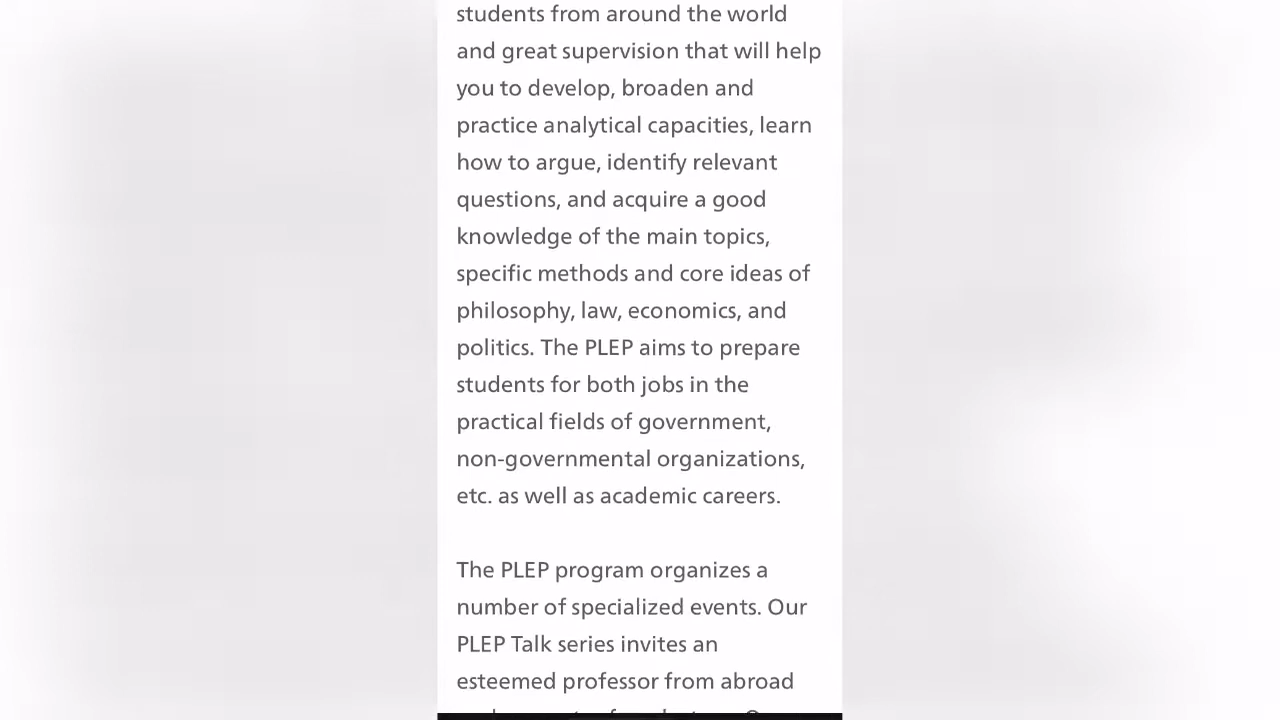 students from around the world
and great supervision that will help
you to develop, broaden and
practice analytical capacities, learn
how to argue, identify relevant
questions, and acquire a good
knowledge of the main topics,
specific methods and core ideas of
philosophy, law, economics, and
politics. The PLEP aims to prepare
students for both jobs in the
practical fields of government,
non-governmental organizations,
etc. as well as academic careers.
The PLEP program organizes a
number of specialized events. Our
PLEP Talk series invites an
esteemed professor from abroad